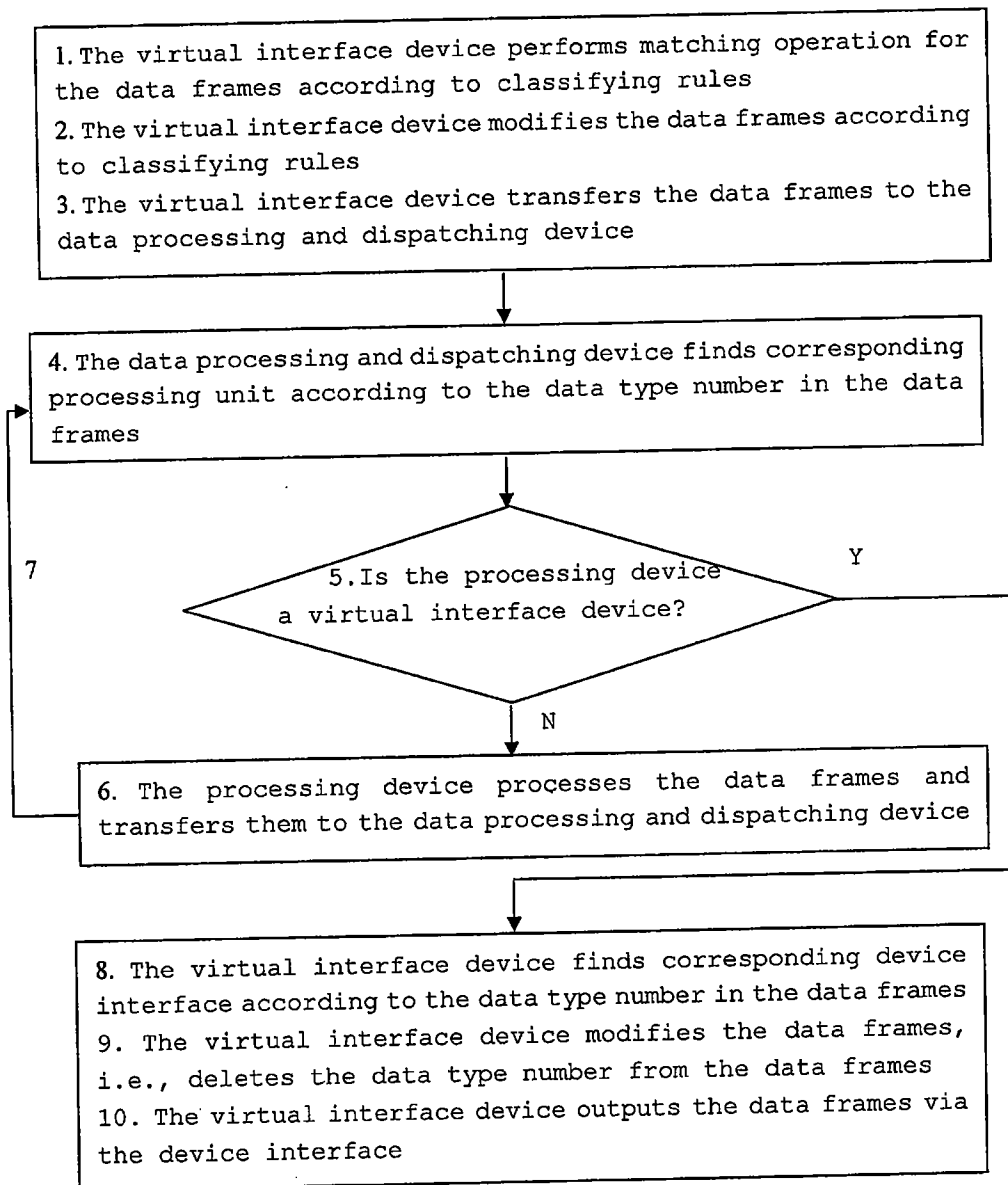 1. The virtual interface device performs matching operation for
the data frames according to classifying rules
2. The virtual interface device modifies the data frames according
to classifying rules
3. The virtual interface device transfers the data frames to the
data processing and dispatching device
4. The data processing and dispatching device finds corresponding
processing unit according to the data type number in the data
frames
7
5.Is the processing device
a virtual interface device?
Y
N
6. The processing device processes the data frames and
transfers them to the data processing and dispatching device
8. The virtual interface device finds corresponding device
interface according to the data type number in the data frames
9. The virtual interface device modifies the data frames,
i.e., deletes the data type number from the data frames
10. The virtual interface device outputs the data frames via
the device interface